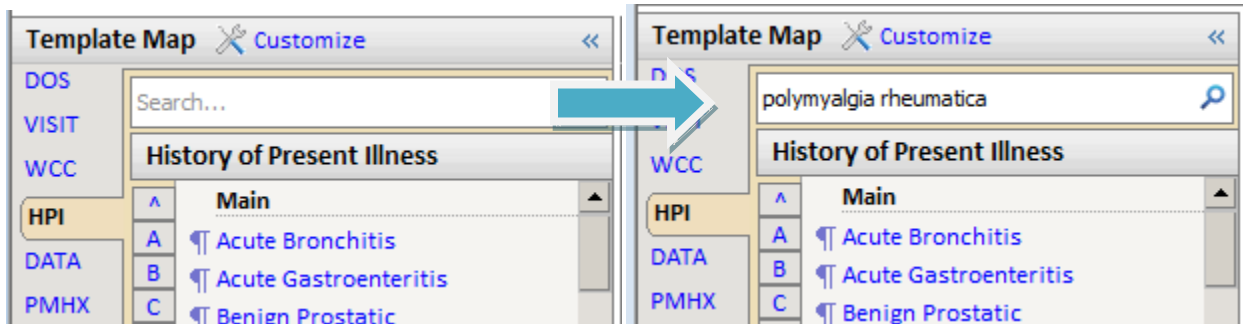 Template Map Customize «
DOS
VISIT
WCC
HPI
DATA
PMHX
Search...
History of Present Illness
^
A
B
C
Main
¶ Acute Bronchitis
¶ Acute Gastroenteritis
¶ Benign Prostatic
Template Map Customize «
DOS
WCC
HPI
DATA
PMHX
polymyalgia rheumatica
History of Present Illness
^
A
B
C
Main
¶ Acute Bronchitis
¶ Acute Gastroenteritis
¶ Benign Prostatic